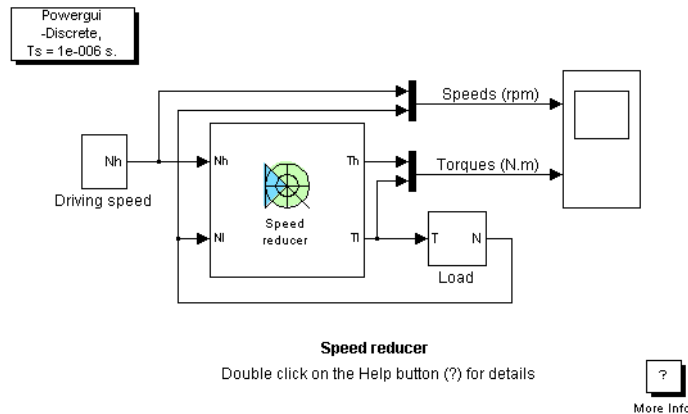 Powergui
-Discrete,
Ts = 1e-006 s.
Speeds (rpm)
Nh
Driving speed
Nh
Th
Torques (N.m)
Speed
reducer
Nl
Tl
T
N
Load
Speed reducer
Double click on the Help button (?) for details
?
More Info